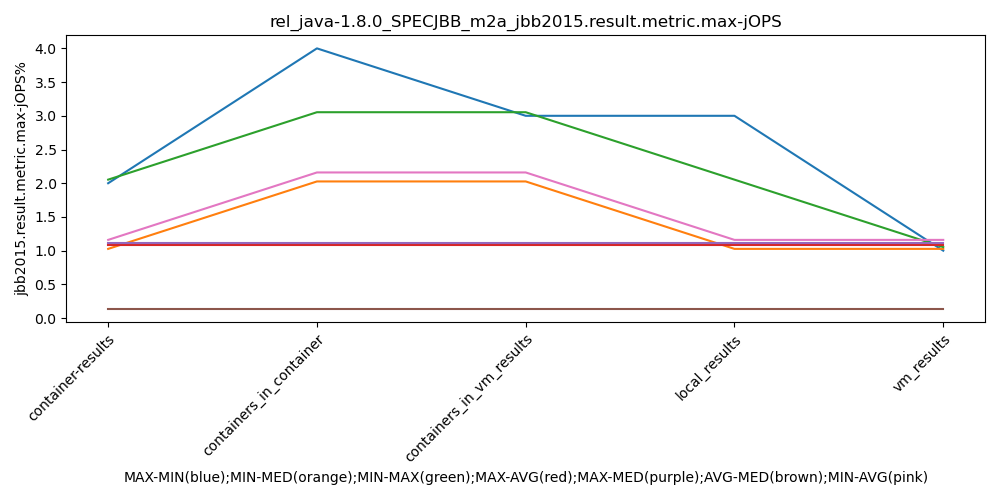 rel_java-1.8.0_SPECJBB_m2a_jbb2015.result.metric.max-jOPS
jbb2015.result.metric.max-jOPS%
4.0
3.5
3.0
2.5
2.0
1.5
1.0
0.5
0.0
container-results
containers_in_container
containers_in_vm_results
local_results
vm_results
MAX-MIN(blue);MIN-MED(orange);MIN-MAX(green);MAX-AVG(red);MAX-MED(purple);AVG-MED(brown);MIN-AVG(pink)